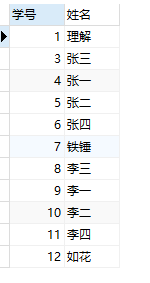 学号 姓名
1 理解
3 张三
4 张一
5 张二
6 张四
7 铁锤
8 李三
9 李一
10 李二
11 李四
12 如花